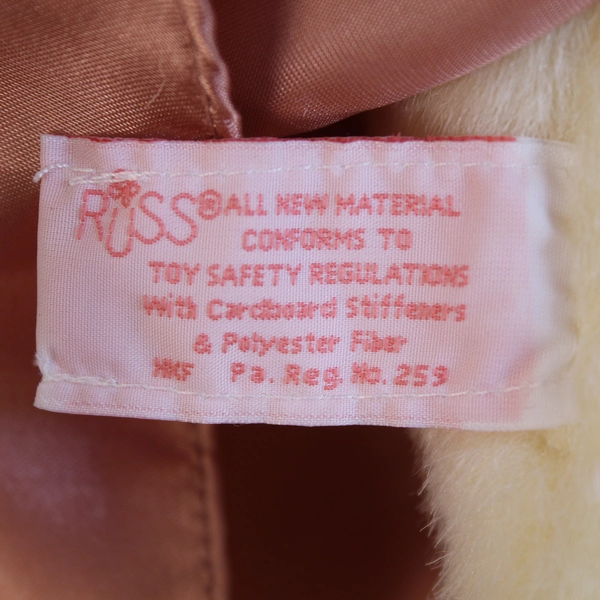 RUSS® ALL NEW MATERIAL
CONFORMS TO
TOY SAFETY REGULATIONS
With Cardboard Stiffeners
& Polyester Fiber
HKF Pa. Reg. No. 259